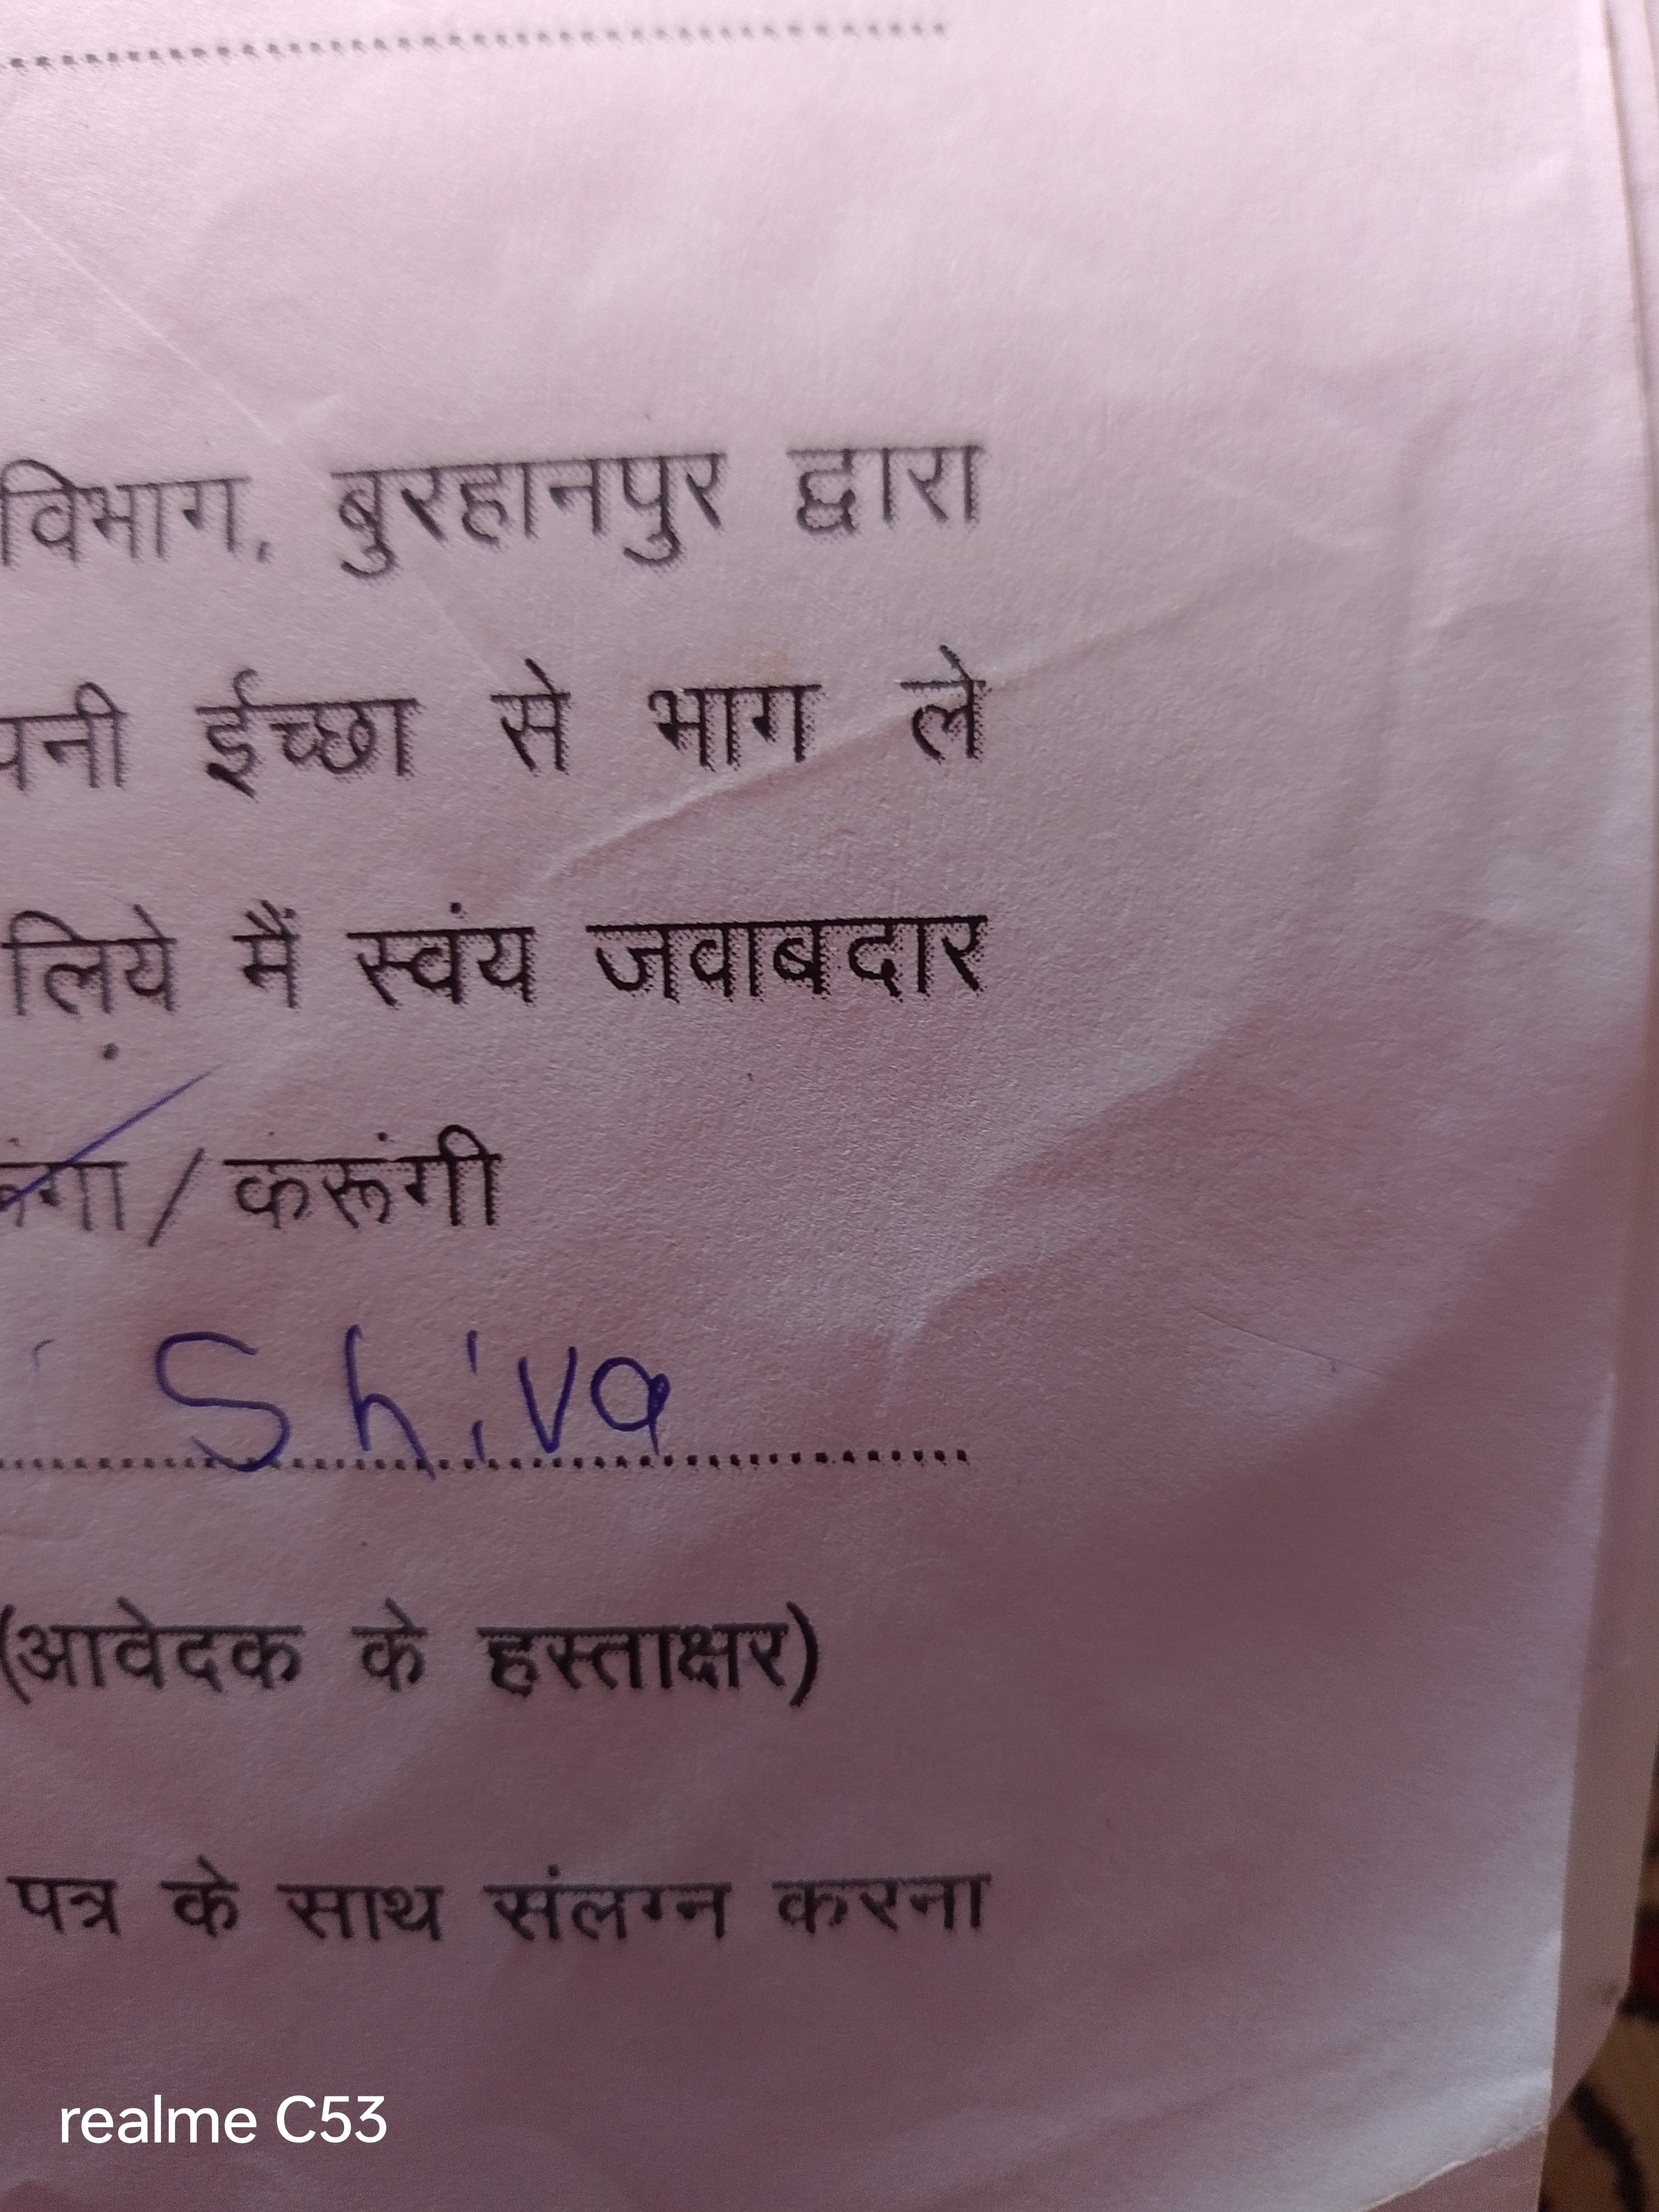 विभाग, बुरहानपुर द्वारा
ईच्छा से भाग ले
लिये मैं स्वंय जवाबदार
/ करूंगी
Shiva
(आवेदक के हस्ताक्षर)
पत्र के साथ संलग्न करना
realme C53